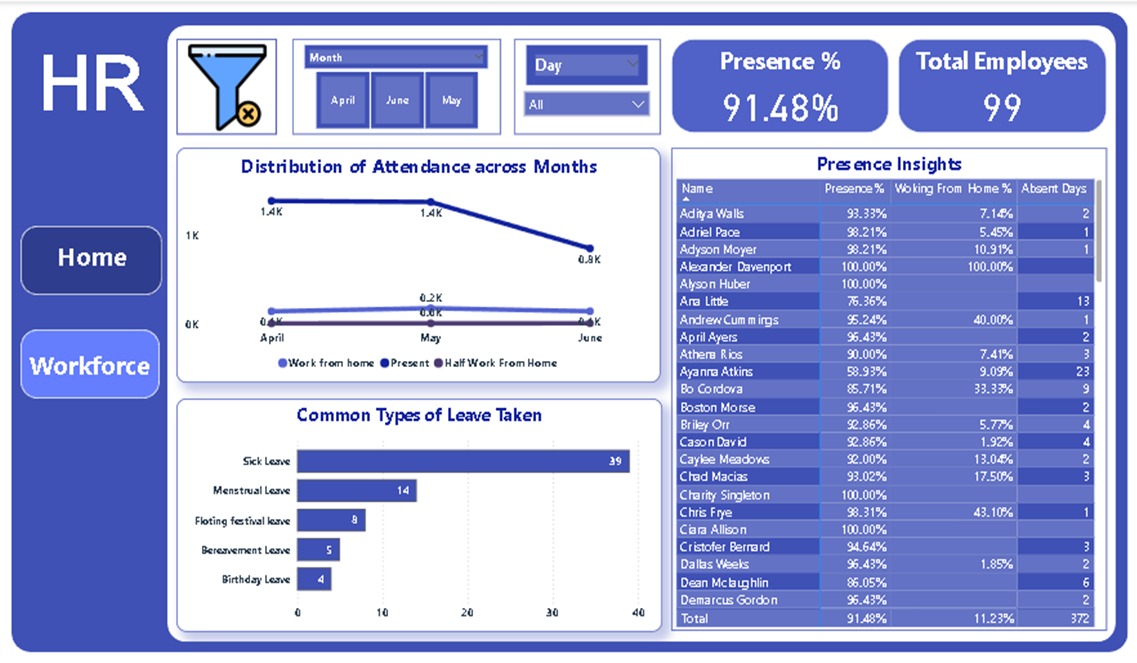 HR
Home
Workforce
Month
April June May
Day
All
Presence %
91.48%
Total Employees
99
Distribution of Attendance across Months
1.4K 1.4K
1K
0.8K
0.2K
0.0K
0K
April May June
Work from home Present Half Work From Home
Common Types of Leave Taken
Sick Leave 39
Menstrual Leave 14
Floting festival leave 8
Bereavement Leave 5
Birthday Leave 4
0 10 20 30 40
Presence Insights
Name Presence % Woking From Home % Absent Days
Aditya Walls 93.33% 7.14% 2
Adriel Pace 98.21% 5.45% 1
Adyson Moyer 98.21% 10.91% 1
Alexander Davenport 100.00% 100.00%
Alyson Huber 100.00%
Ana Little 76.36% 13
Andrew Cummings 95.24% 40.00% 1
April Ayers 96.43% 2
Athena Rios 90.00% 7.41% 3
Ayanna Atkins 58.93% 9.09% 23
Bo Cordova 85.71% 33.33% 9
Boston Morse 96.43% 2
Briley Orr 92.86% 5.77% 4
Cason David 92.86% 1.92% 4
Caylee Meadows 92.00% 13.04% 2
Chad Macias 93.02% 17.50% 3
Charity Singleton 100.00%
Chris Frye 98.31% 43.10% 1
Ciara Allison 100.00%
Cristofer Bernard 94.64% 3
Dallas Weeks 96.43% 1.85% 2
Dean Mclaughlin 86.05% 6
Demarcus Gordon 96.43% 2
Total 91.48% 11.23% 372